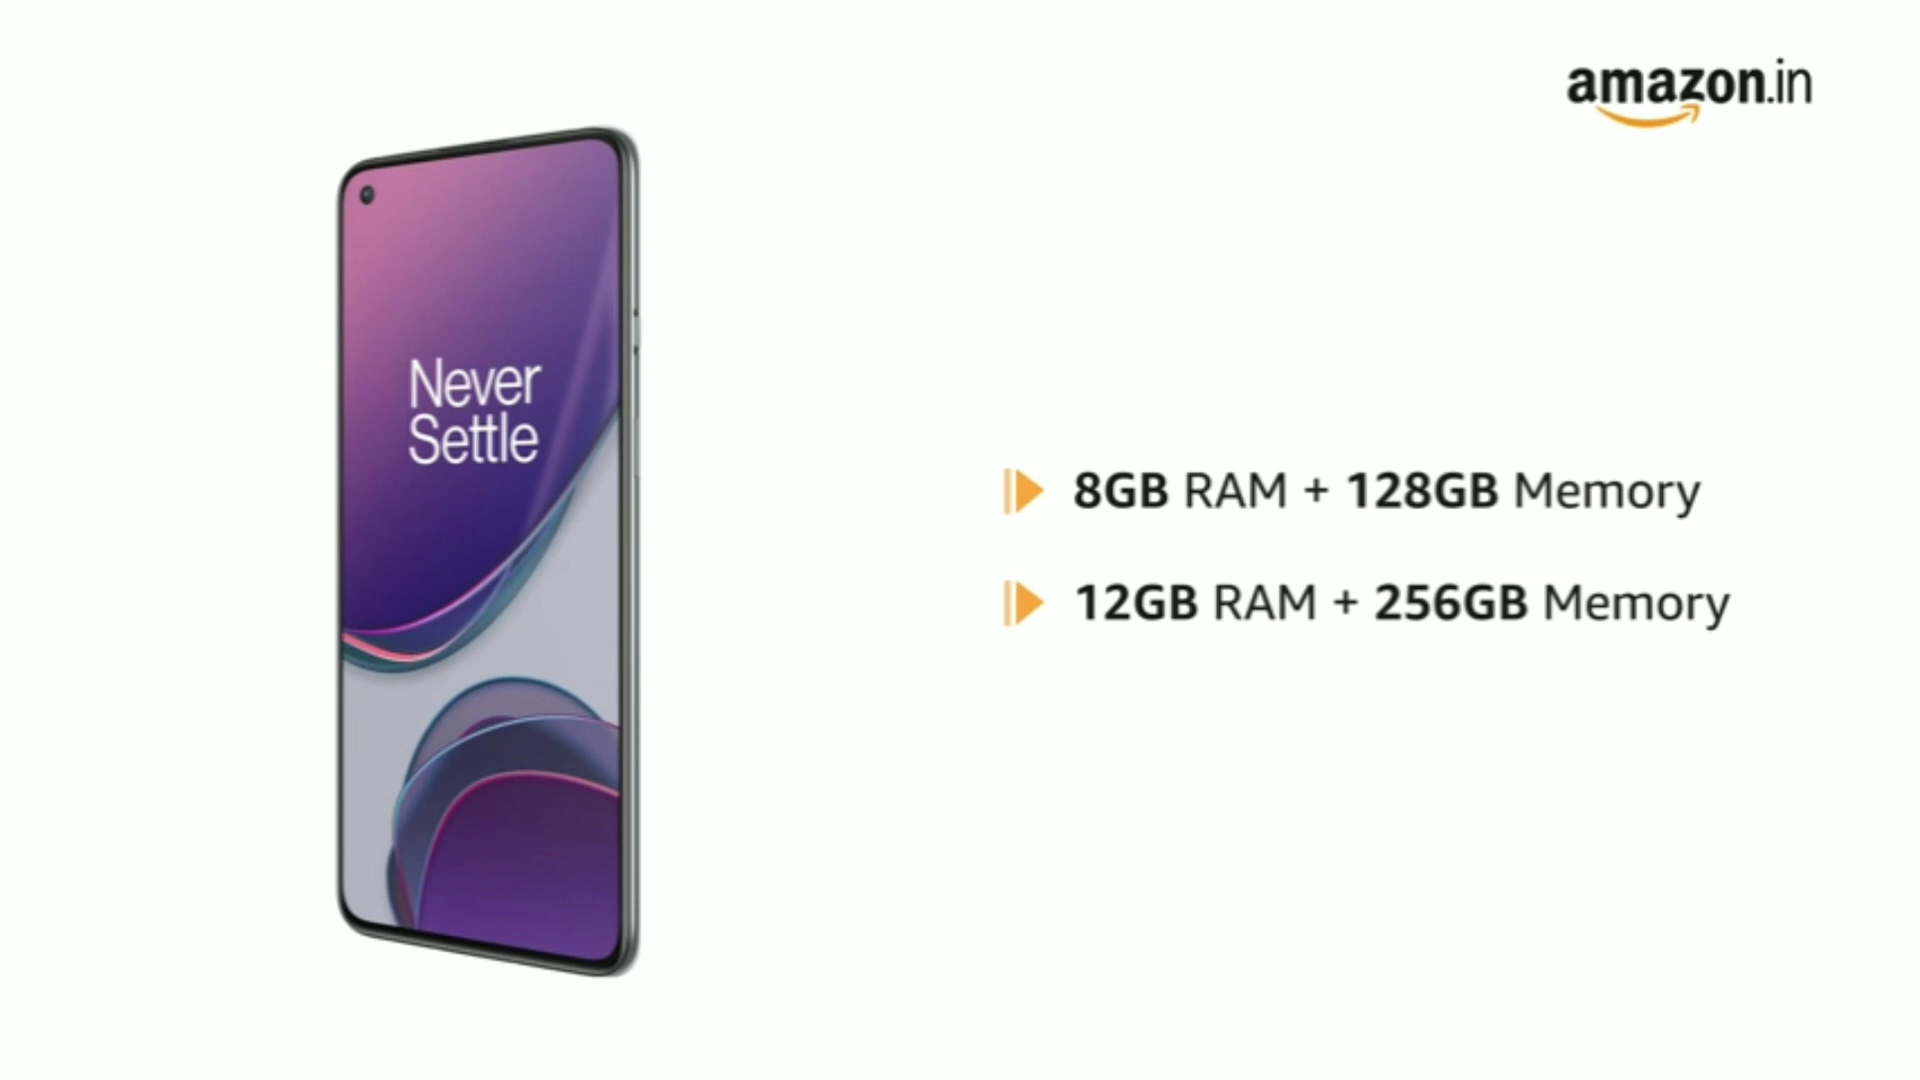 amazon.in
Never
Settle
8GB RAM + 128GB Memory
12GB RAM + 256GB Memory